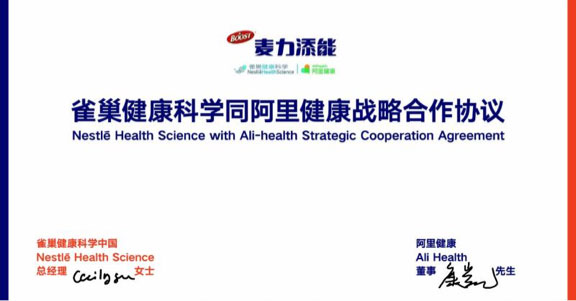 BOOST 麦力添能
雀巢健康科学 阿里健康
NestléHealthScience
雀巢健康科学同阿里健康战略合作协议
Nestlē Health Science with Ali-health Strategic Cooperation Agreement
雀巢健康科学中国
Nestlē Health Science
总经理 女士
阿里健康
Ali Health
董事 先生